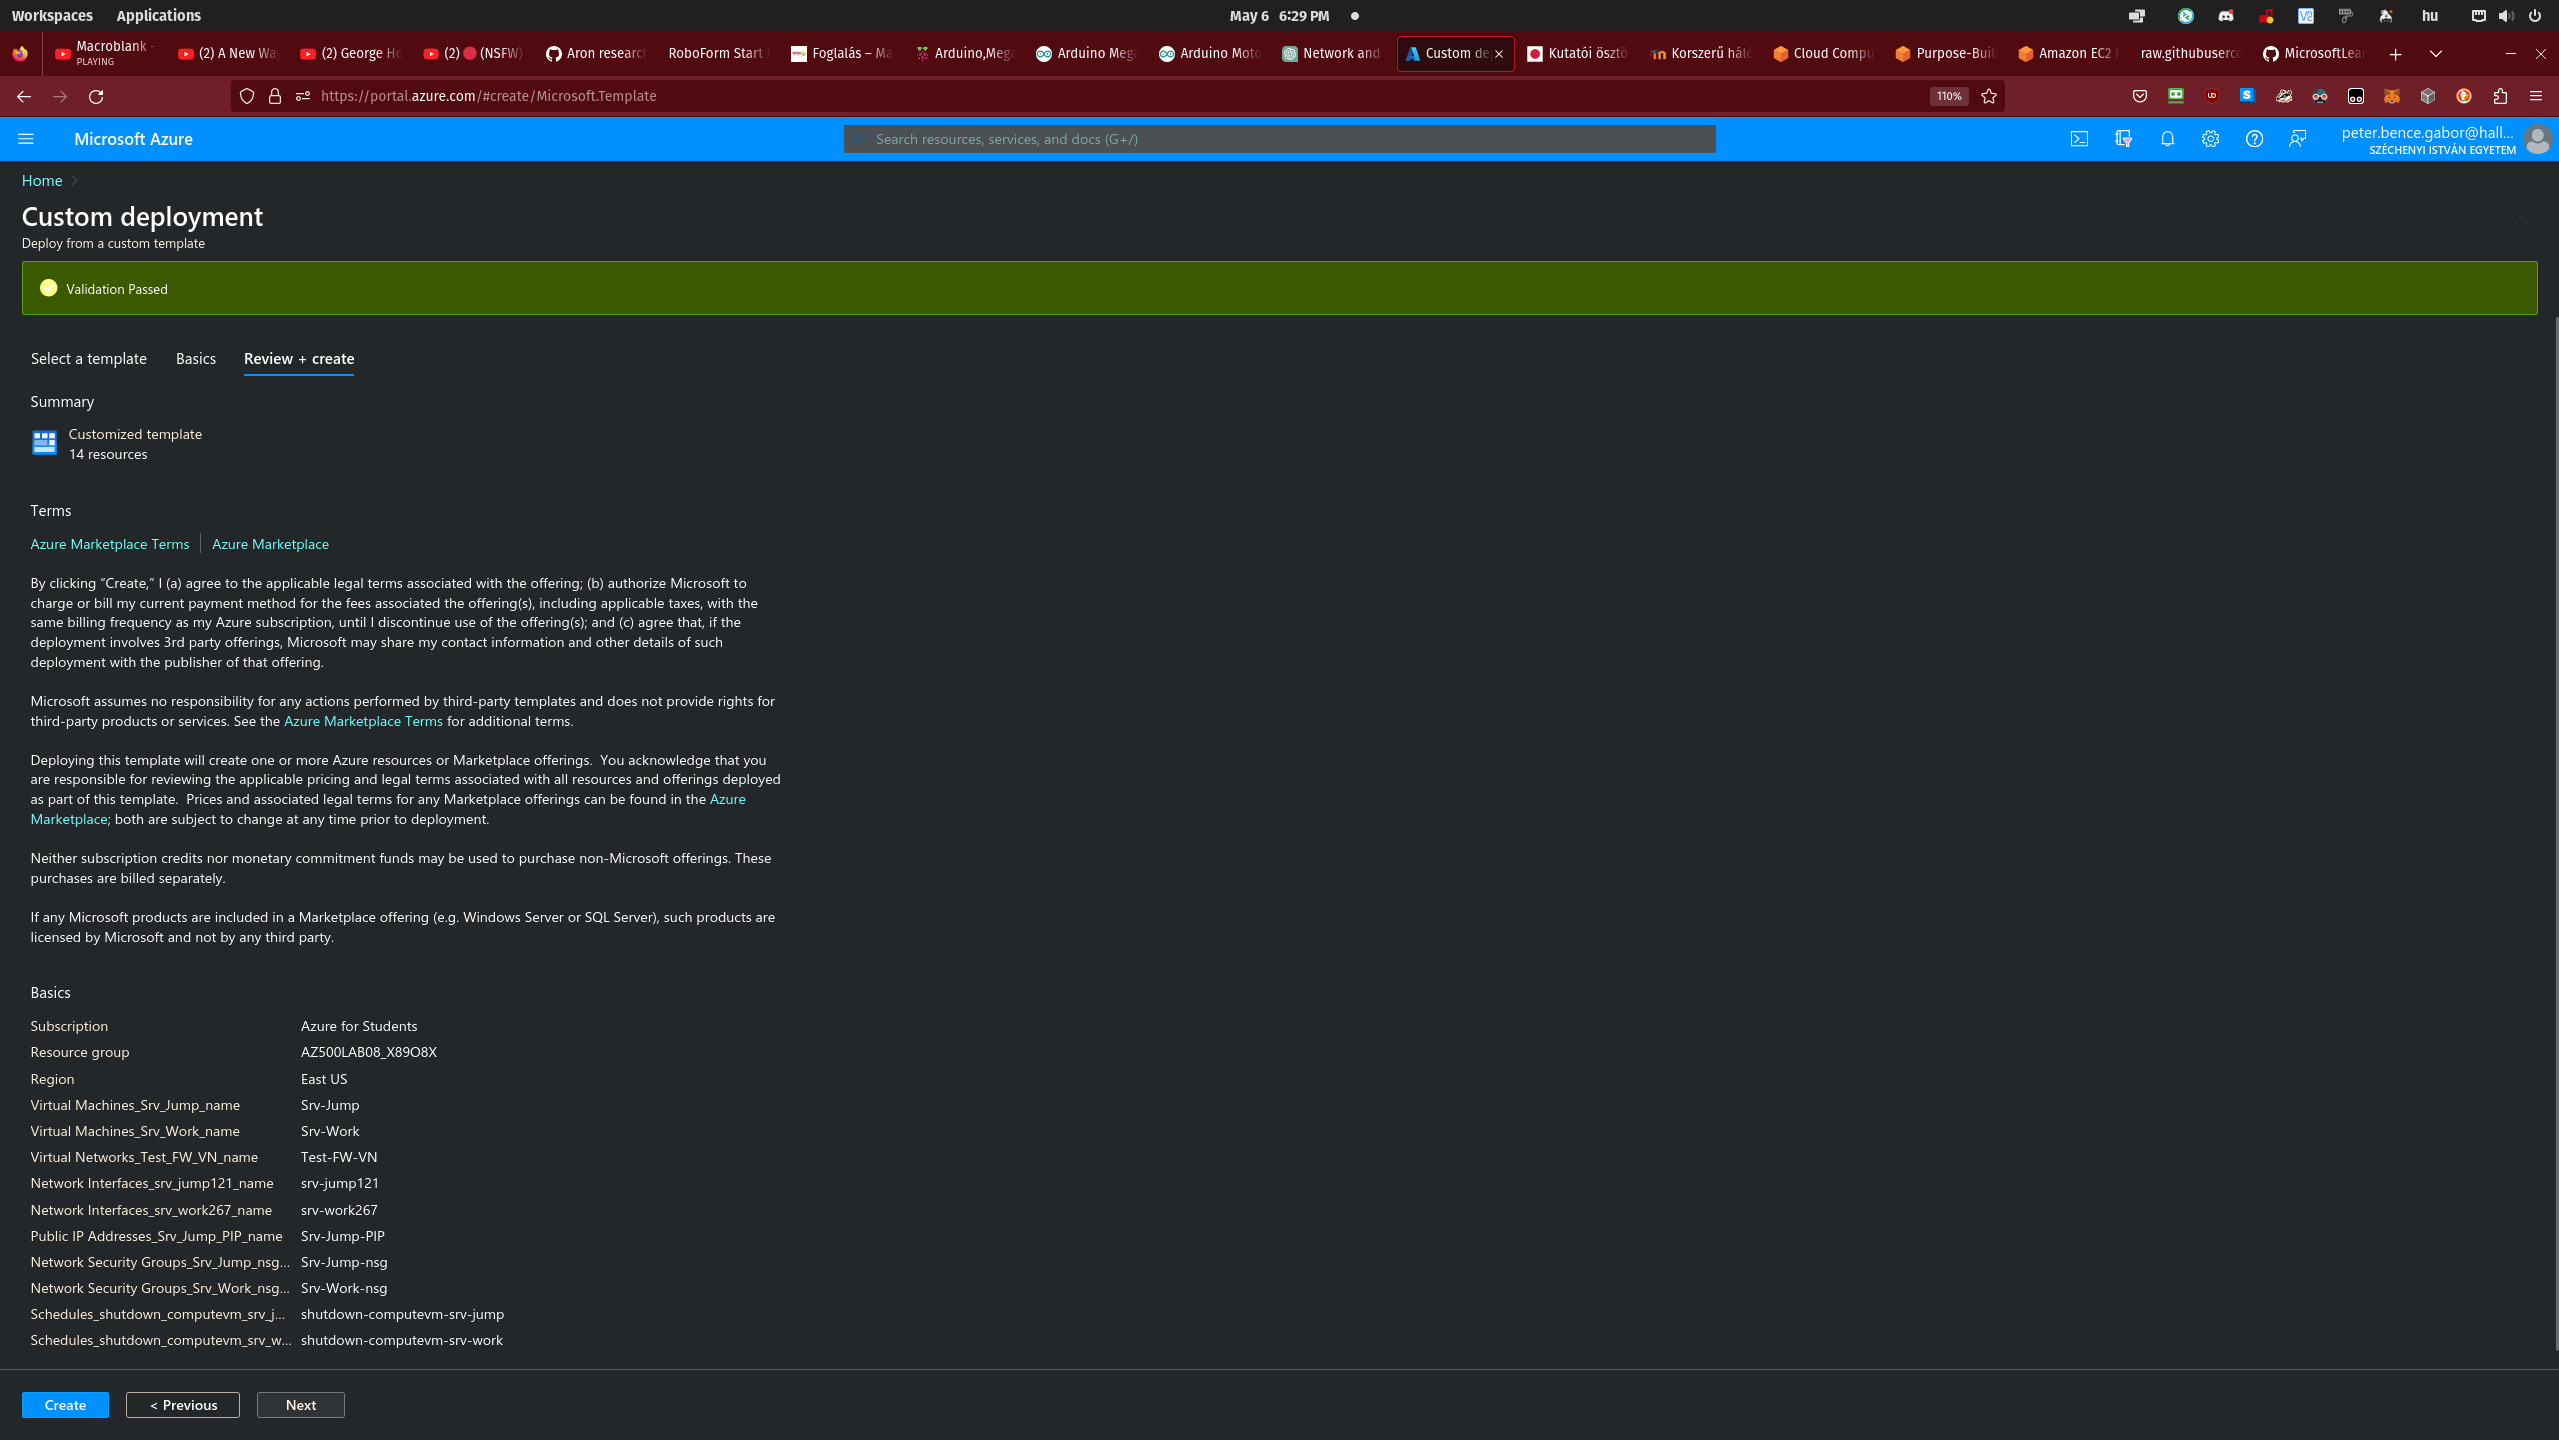 Workspaces Applications May 6 6:29 PM hu
Macroblank -
PLAYING
(2) A New Wa
(2) George Ho
(2) (NSFW)
Aron researc
RoboForm Start
Foglalás – Ma
Arduino,Mega
Arduino Mega
Arduino Moto
Network and
Custom de
Kutatói ösztö
Korszerű háló
Cloud Compu
Purpose-Buil
Amazon EC2
raw.githubuserco
MicrosoftLear
https://portal.azure.com/#create/Microsoft.Template 110%
Microsoft Azure
Search resources, services, and docs (G+/)
peter.bence.gabor@hall...
SZÉCHENYI ISTVÁN EGYETEM
Home
Custom deployment
Deploy from a custom template
Validation Passed
Select a template Basics Review + create
Summary
Customized template
14 resources
Terms
Azure Marketplace Terms Azure Marketplace
By clicking “Create,” I (a) agree to the applicable legal terms associated with the offering; (b) authorize Microsoft to
charge or bill my current payment method for the fees associated the offering(s), including applicable taxes, with the
same billing frequency as my Azure subscription, until I discontinue use of the offering(s); and (c) agree that, if the
deployment involves 3rd party offerings, Microsoft may share my contact information and other details of such
deployment with the publisher of that offering.
Microsoft assumes no responsibility for any actions performed by third-party templates and does not provide rights for
third-party products or services. See the Azure Marketplace Terms for additional terms.
Deploying this template will create one or more Azure resources or Marketplace offerings. You acknowledge that you
are responsible for reviewing the applicable pricing and legal terms associated with all resources and offerings deployed
as part of this template. Prices and associated legal terms for any Marketplace offerings can be found in the Azure
Marketplace; both are subject to change at any time prior to deployment.
Neither subscription credits nor monetary commitment funds may be used to purchase non-Microsoft offerings. These
purchases are billed separately.
If any Microsoft products are included in a Marketplace offering (e.g. Windows Server or SQL Server), such products are
licensed by Microsoft and not by any third party.
Basics
Subscription Azure for Students
Resource group AZ500LAB08_X89O8X
Region East US
Virtual Machines_Srv_Jump_name Srv-Jump
Virtual Machines_Srv_Work_name Srv-Work
Virtual Networks_Test_FW_VN_name Test-FW-VN
Network Interfaces_srv_jump121_name srv-jump121
Network Interfaces_srv_work267_name srv-work267
Public IP Addresses_Srv_Jump_PIP_name Srv-Jump-PIP
Network Security Groups_Srv_Jump_nsg... Srv-Jump-nsg
Network Security Groups_Srv_Work_nsg... Srv-Work-nsg
Schedules_shutdown_computevm_srv_j... shutdown-computevm-srv-jump
Schedules_shutdown_computevm_srv_w... shutdown-computevm-srv-work
Create < Previous Next